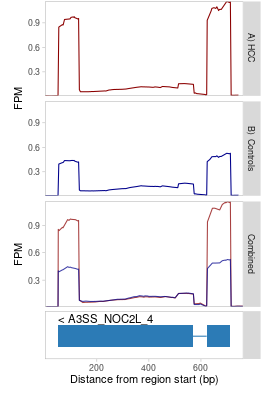 FPM
0.9
0.6
0.3
A) HCC
0.9
0.6
0.3
B) Controls
FPM
0.9
0.6
0.3
Combined
< A3SS_NOC2L_4
200 400 600
Distance from region start (bp)